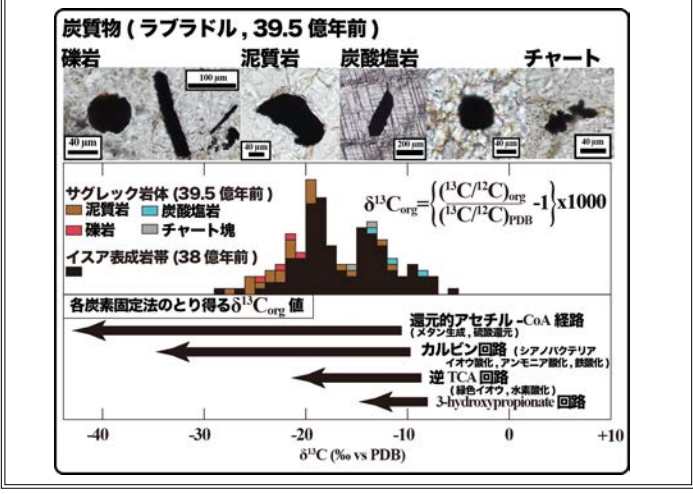 炭質物 ( ラブラドル , 39.5 億年前 )
礫岩 泥質岩 炭酸塩岩 チャート
100 μm
40 μm 40 μm 200 μm 40 μm 40 μm
サグレック岩体 (39.5 億年前 )
泥質岩 炭酸塩岩
礫岩 チャート塊
イスア表成岩帯 (38 億年前 )
δ¹³C_org={(¹³C/¹²C)_org/(¹³C/¹²C)_PDB -1}x1000
各炭素固定法のとり得るδ¹³C_org 値
還元的アセチル -CoA 経路
( メタン生成 , 硫酸還元 )
カルビン回路 ( シアノバクテリア
イオウ酸化 , アンモニア酸化 , 鉄酸化 )
逆 TCA 回路
( 緑色イオウ , 水素酸化 )
3-hydroxypropionate 回路
-40 -30 -20 -10 0 +10
δ¹³C (‰ vs PDB)